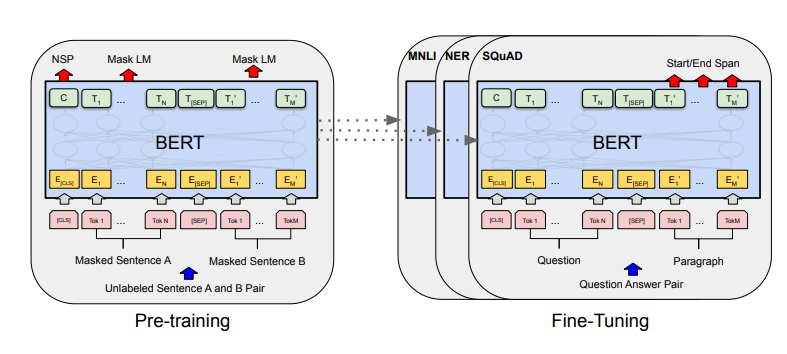 NSP Mask LM Mask LM
C T1 ... TN T[SEP] T1' ... TM'
BERT
E[CLS] E1 ... EN E[SEP] E1' ... EM'
[CLS] Tok 1 ... Tok N [SEP] Tok 1 ... TokM
Masked Sentence A Masked Sentence B
Unlabeled Sentence A and B Pair
Pre-training
MNLI NER SQuAD
Start/End Span
C T1 ... TN T[SEP] T1' ... TM'
BERT
E[CLS] E1 ... EN E[SEP] E1' ... EM'
[CLS] Tok 1 ... Tok N [SEP] Tok 1 ... TokM
Question Paragraph
Question Answer Pair
Fine-Tuning